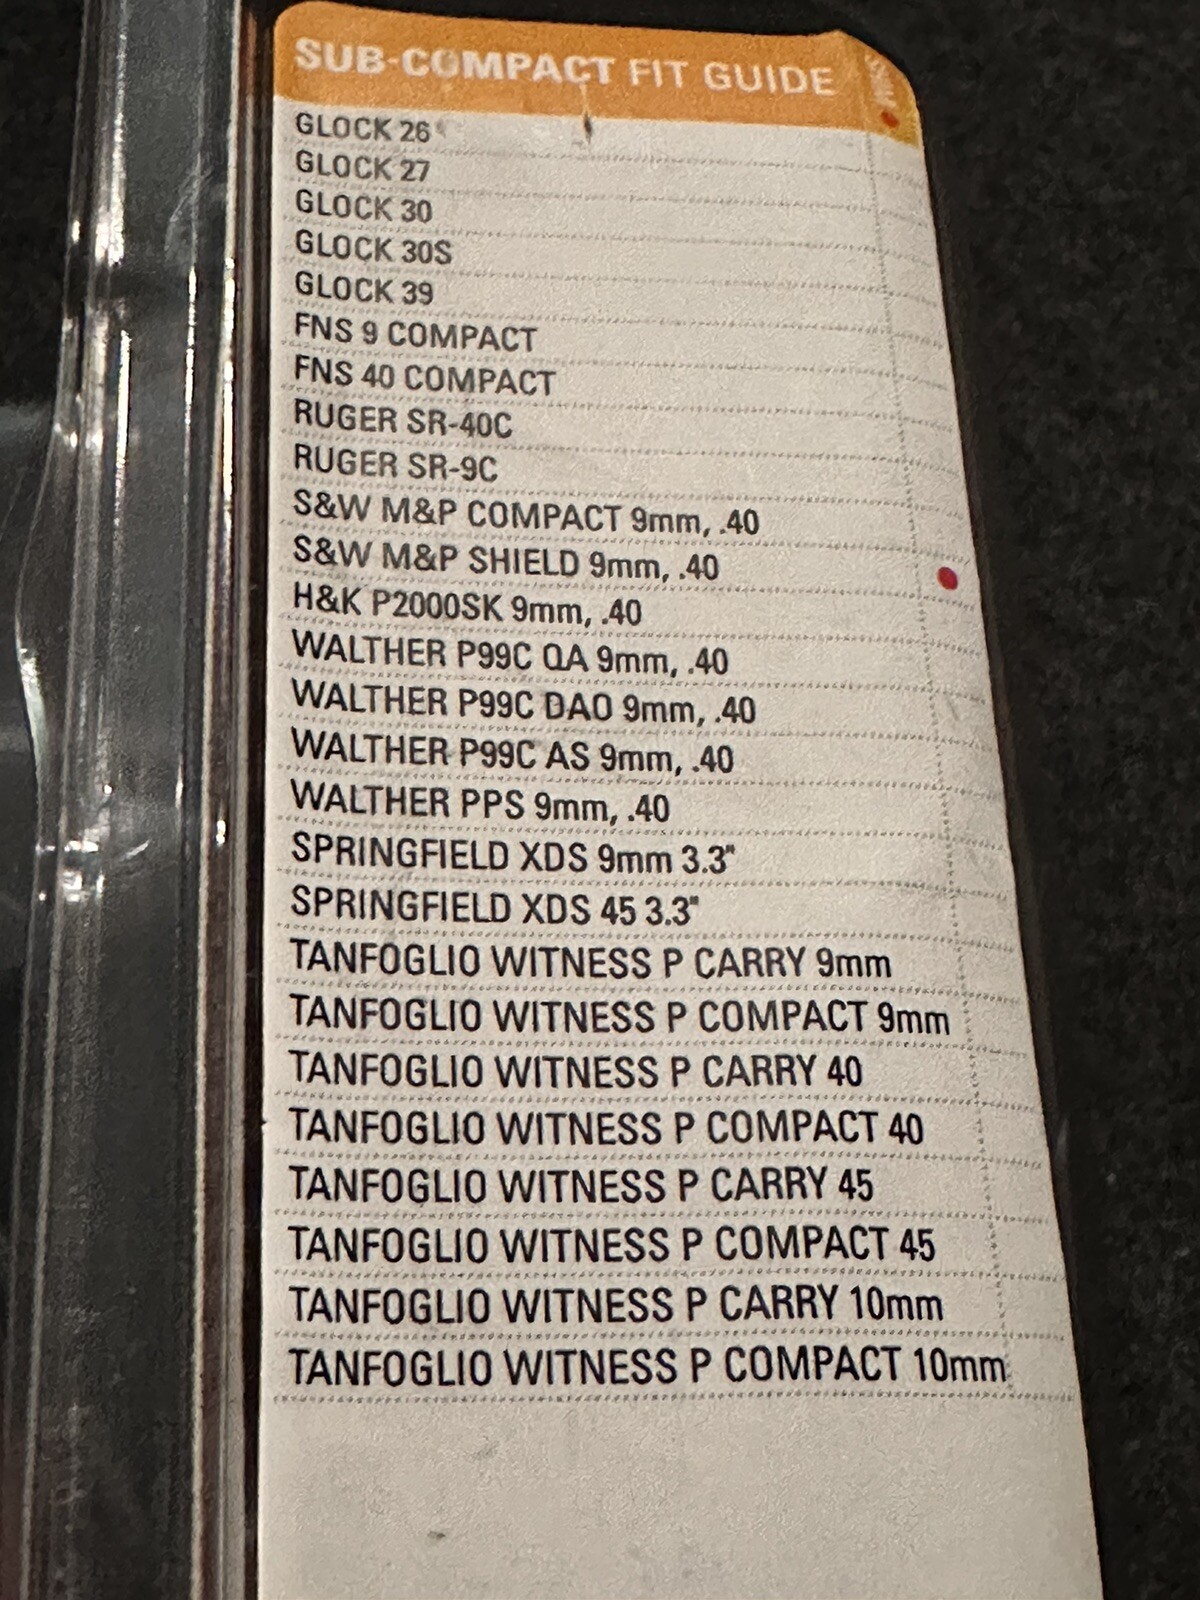 SUB-COMPACT FIT GUIDE
GLOCK 26
GLOCK 27
GLOCK 30
GLOCK 30S
GLOCK 39
FNS 9 COMPACT
FNS 40 COMPACT
RUGER SR-40C
RUGER SR-9C
S&W M&P COMPACT 9mm, .40
S&W M&P SHIELD 9mm, .40
H&K P2000SK 9mm, .40
WALTHER P99C QA 9mm, .40
WALTHER P99C DAO 9mm, .40
WALTHER P99C AS 9mm, .40
WALTHER PPS 9mm, .40
SPRINGFIELD XDS 9mm 3.3"
SPRINGFIELD XDS 45 3.3"
TANFOGLIO WITNESS P CARRY 9mm
TANFOGLIO WITNESS P COMPACT 9mm
TANFOGLIO WITNESS P CARRY 40
TANFOGLIO WITNESS P COMPACT 40
TANFOGLIO WITNESS P CARRY 45
TANFOGLIO WITNESS P COMPACT 45
TANFOGLIO WITNESS P CARRY 10mm
TANFOGLIO WITNESS P COMPACT 10mm